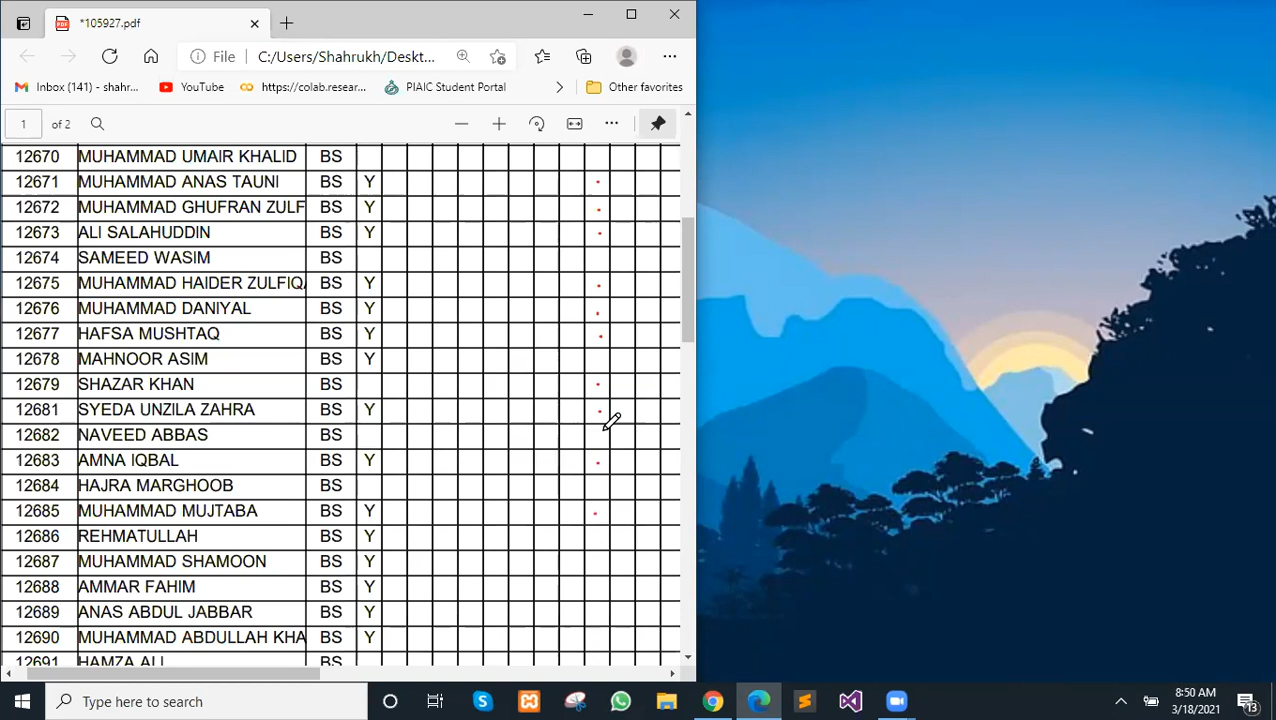 *105927.pdf
File C:/Users/Shahrukh/Deskt...
Inbox (141) - shahr... YouTube https://colab.resear... PIAIC Student Portal Other favorites
1 of 2
12670 MUHAMMAD UMAIR KHALID BS
12671 MUHAMMAD ANAS TAUNI BS Y
12672 MUHAMMAD GHUFRAN ZULF BS Y
12673 ALI SALAHUDDIN BS Y
12674 SAMEED WASIM BS
12675 MUHAMMAD HAIDER ZULFIQA BS Y
12676 MUHAMMAD DANIYAL BS Y
12677 HAFSA MUSHTAQ BS Y
12678 MAHNOOR ASIM BS Y
12679 SHAZAR KHAN BS
12681 SYEDA UNZILA ZAHRA BS Y
12682 NAVEED ABBAS BS
12683 AMNA IQBAL BS Y
12684 HAJRA MARGHOOB BS
12685 MUHAMMAD MUJTABA BS Y
12686 REHMATULLAH BS Y
12687 MUHAMMAD SHAMOON BS Y
12688 AMMAR FAHIM BS Y
12689 ANAS ABDUL JABBAR BS Y
12690 MUHAMMAD ABDULLAH KHA BS Y
12691 HAMZA ALI BS
Type here to search
8:50 AM
3/18/2021
13